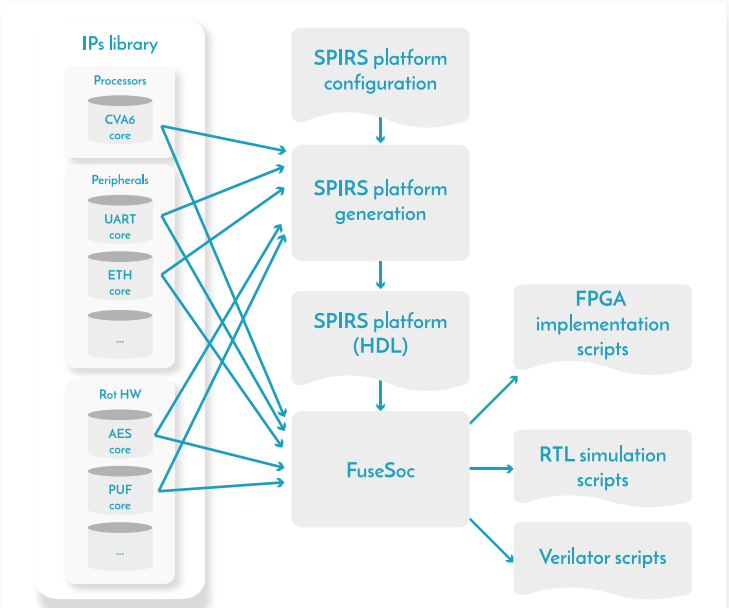 IPs library
Processors
CVA6
core
Peripherals
UART
core
ETH
core
...
Rot HW
AES
core
PUF
core
...
SPIRS platform
configuration
SPIRS platform
generation
SPIRS platform
(HDL)
FuseSoc
FPGA
implementation
scripts
RTL simulation
scripts
Verilator scripts